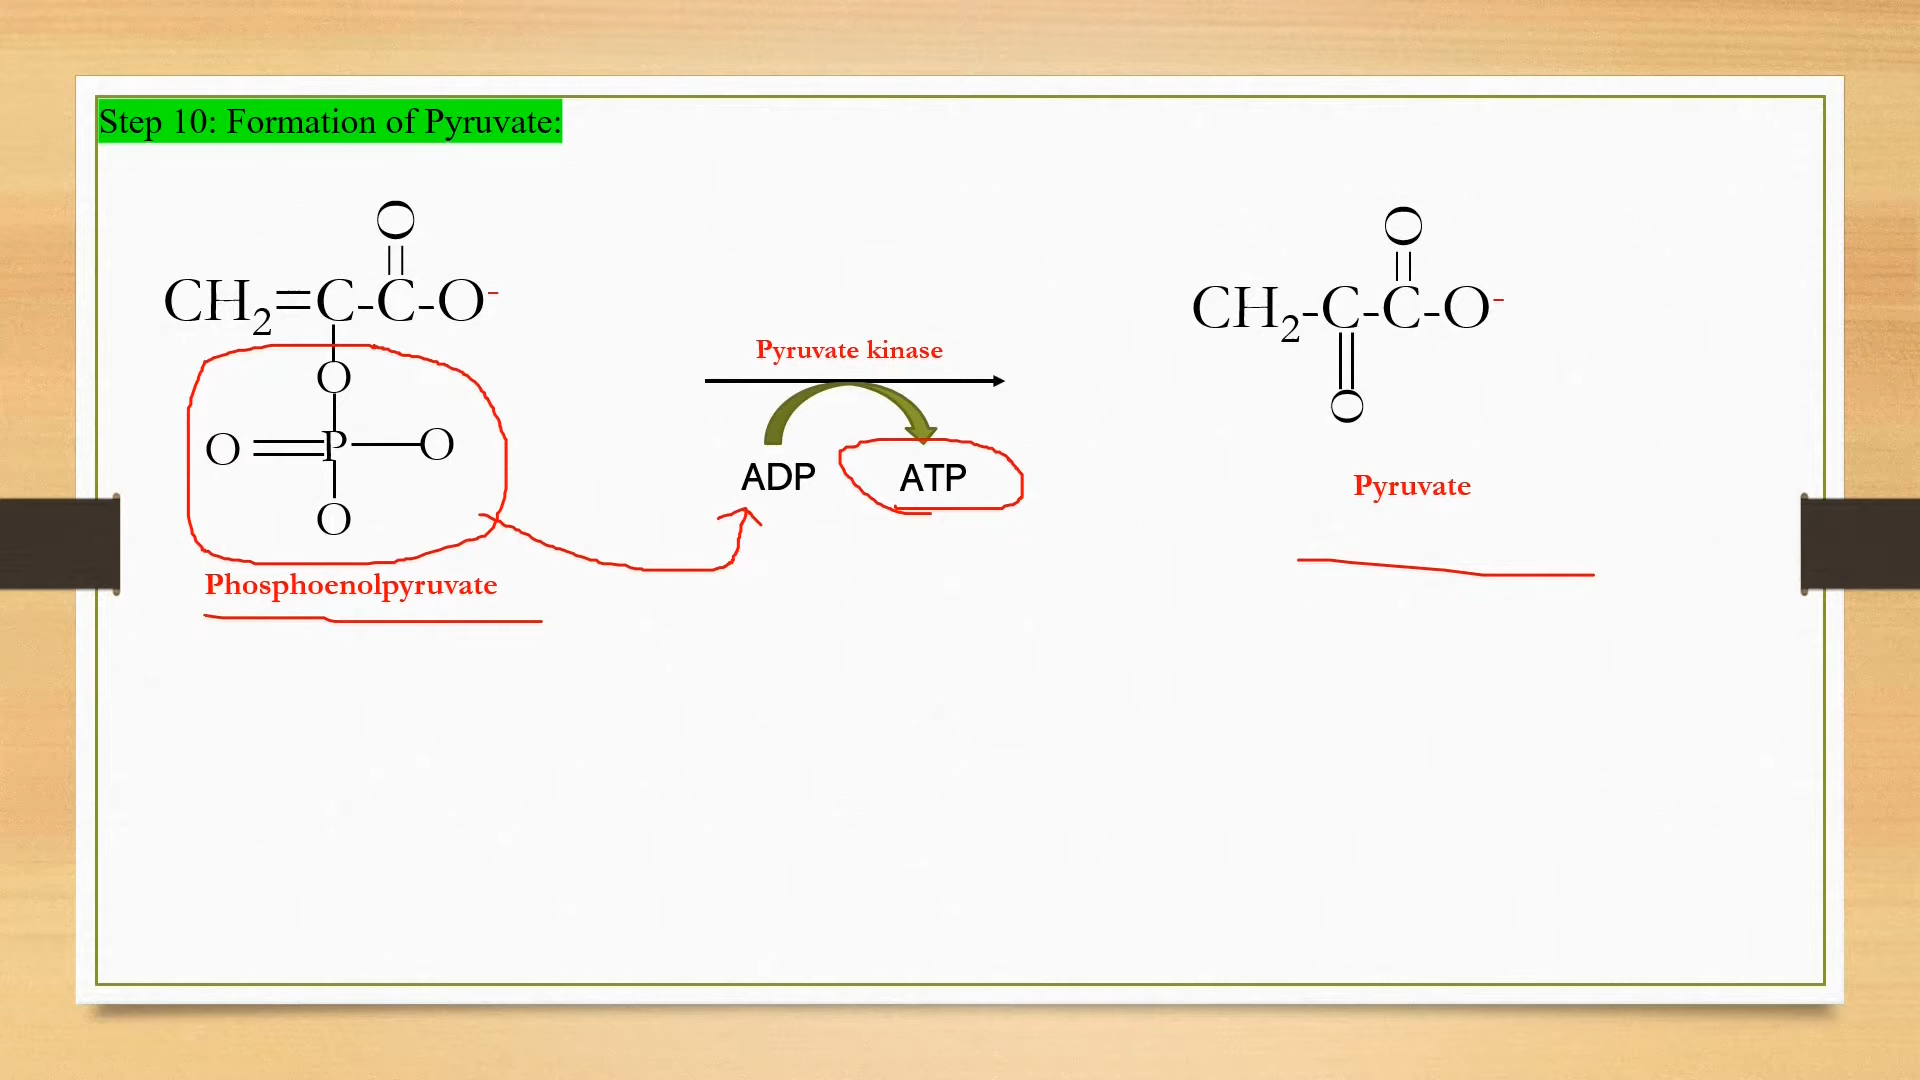 Step 10: Formation of Pyruvate:
O
CH2=C-C-O-
O
O P O
O
Phosphoenolpyruvate
Pyruvate kinase
ADP ATP
O
CH2-C-C-O-
O
Pyruvate